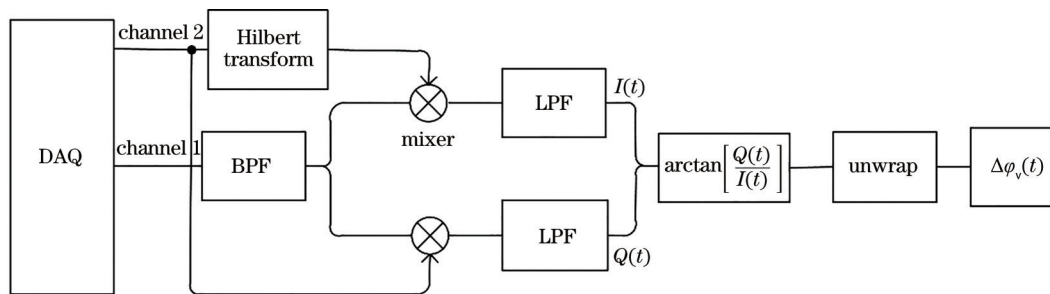 channel 2
Hilbert
transform
DAQ
channel 1
BPF
mixer
LPF
I(t)
LPF
Q(t)
arctan[Q(t)/I(t)]
unwrap
Δφᵥ(t)